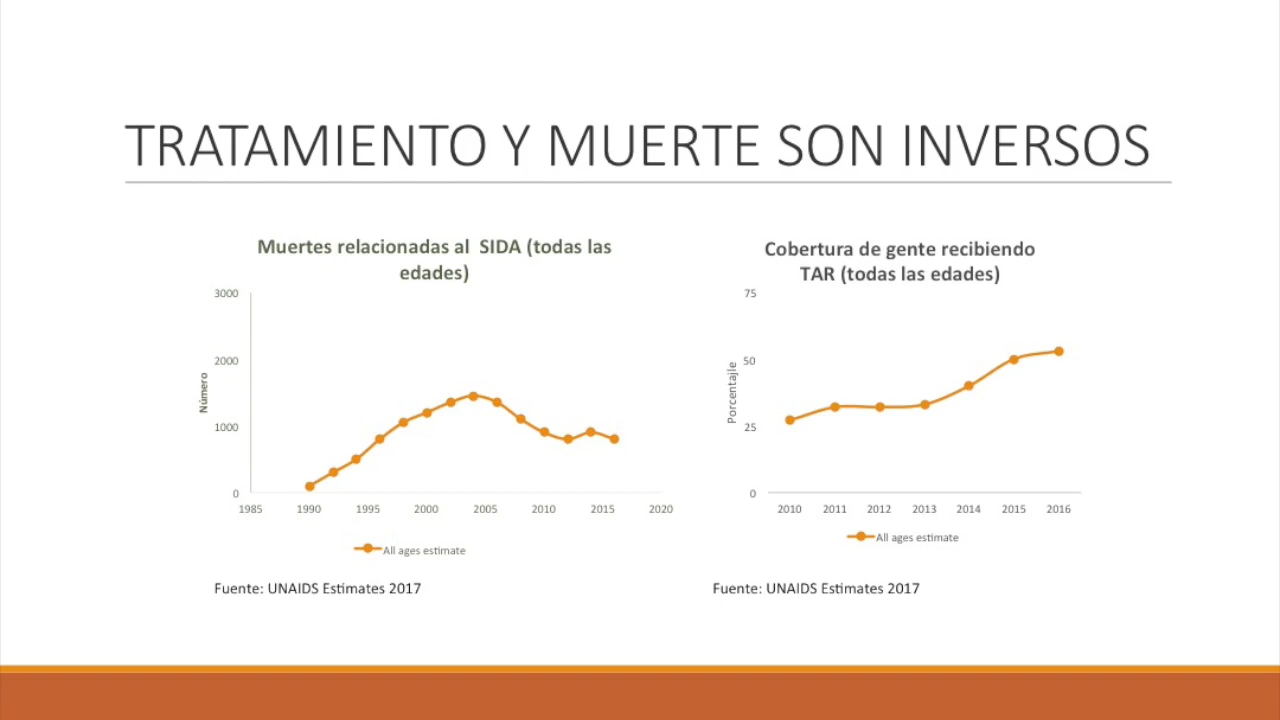 TRATAMIENTO Y MUERTE SON INVERSOS
Muertes relacionadas al SIDA (todas las
edades)
3000
2000
1000
0
Número
1985 1990 1995 2000 2005 2010 2015 2020
All ages estimate
Fuente: UNAIDS Estimates 2017
Cobertura de gente recibiendo
TAR (todas las edades)
75
50
25
0
Porcentajle
2010 2011 2012 2013 2014 2015 2016
All ages estimate
Fuente: UNAIDS Estimates 2017